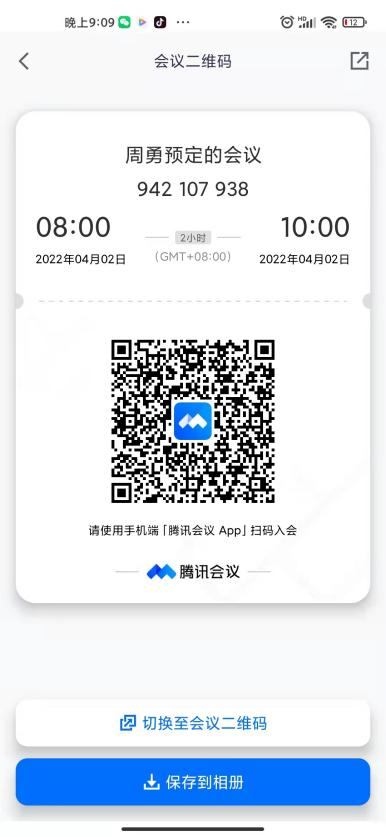 晚上9:09
HD
12
会议二维码
周勇预定的会议
942 107 938
08:00
2小时
10:00
2022年04月02日
(GMT+08:00)
2022年04月02日
请使用手机端「腾讯会议 App」扫码入会
腾讯会议
切换至会议二维码
保存到相册